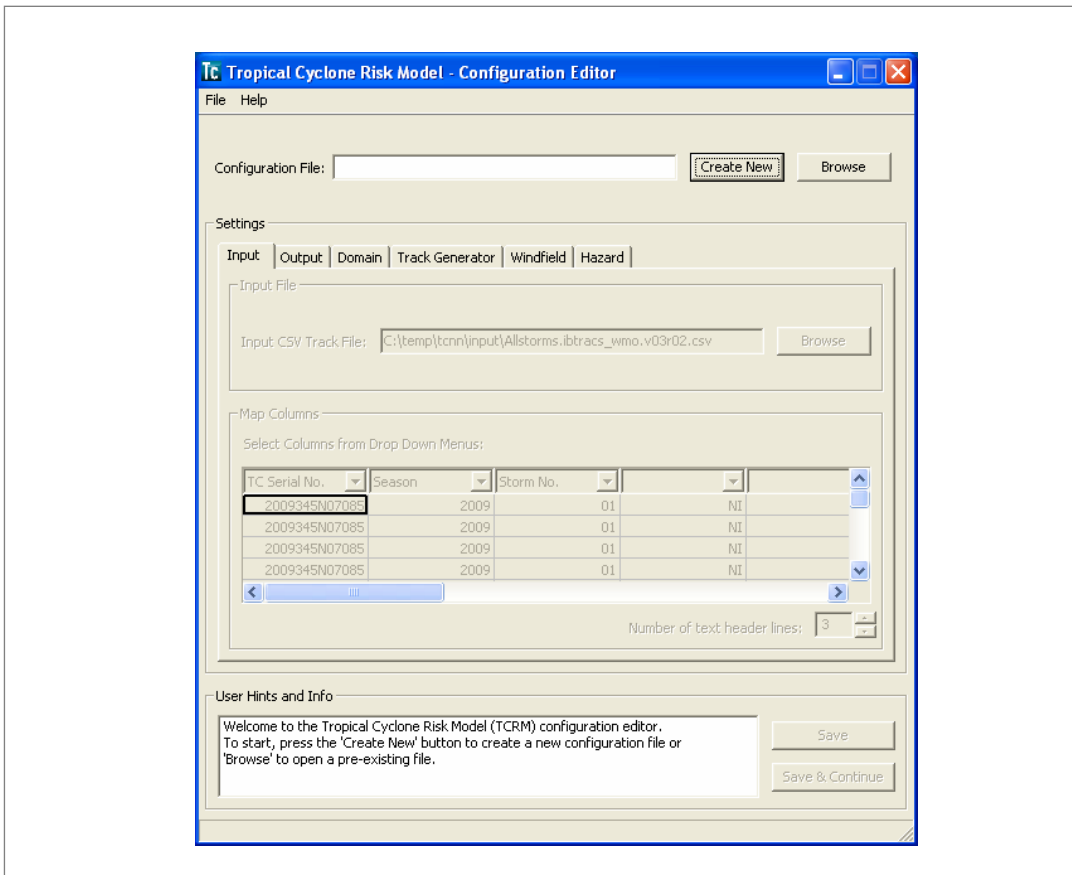 Tc Tropical Cyclone Risk Model - Configuration Editor
File Help
Configuration File: Create New Browse
Settings
Input Output Domain Track Generator Windfield Hazard
Input File
Input CSV Track File: C:\temp\tcnn\input\Allstorms.ibtracs_wmo.v03r02.csv Browse
Map Columns
Select Columns from Drop Down Menus:
TC Serial No. Season Storm No.
2009345N07085 2009 01 NI
2009345N07085 2009 01 NI
2009345N07085 2009 01 NI
2009345N07085 2009 01 NI
Number of text header lines: 3
User Hints and Info
Welcome to the Tropical Cyclone Risk Model (TCRM) configuration editor.
To start, press the 'Create New' button to create a new configuration file or
'Browse' to open a pre-existing file.
Save
Save & Continue